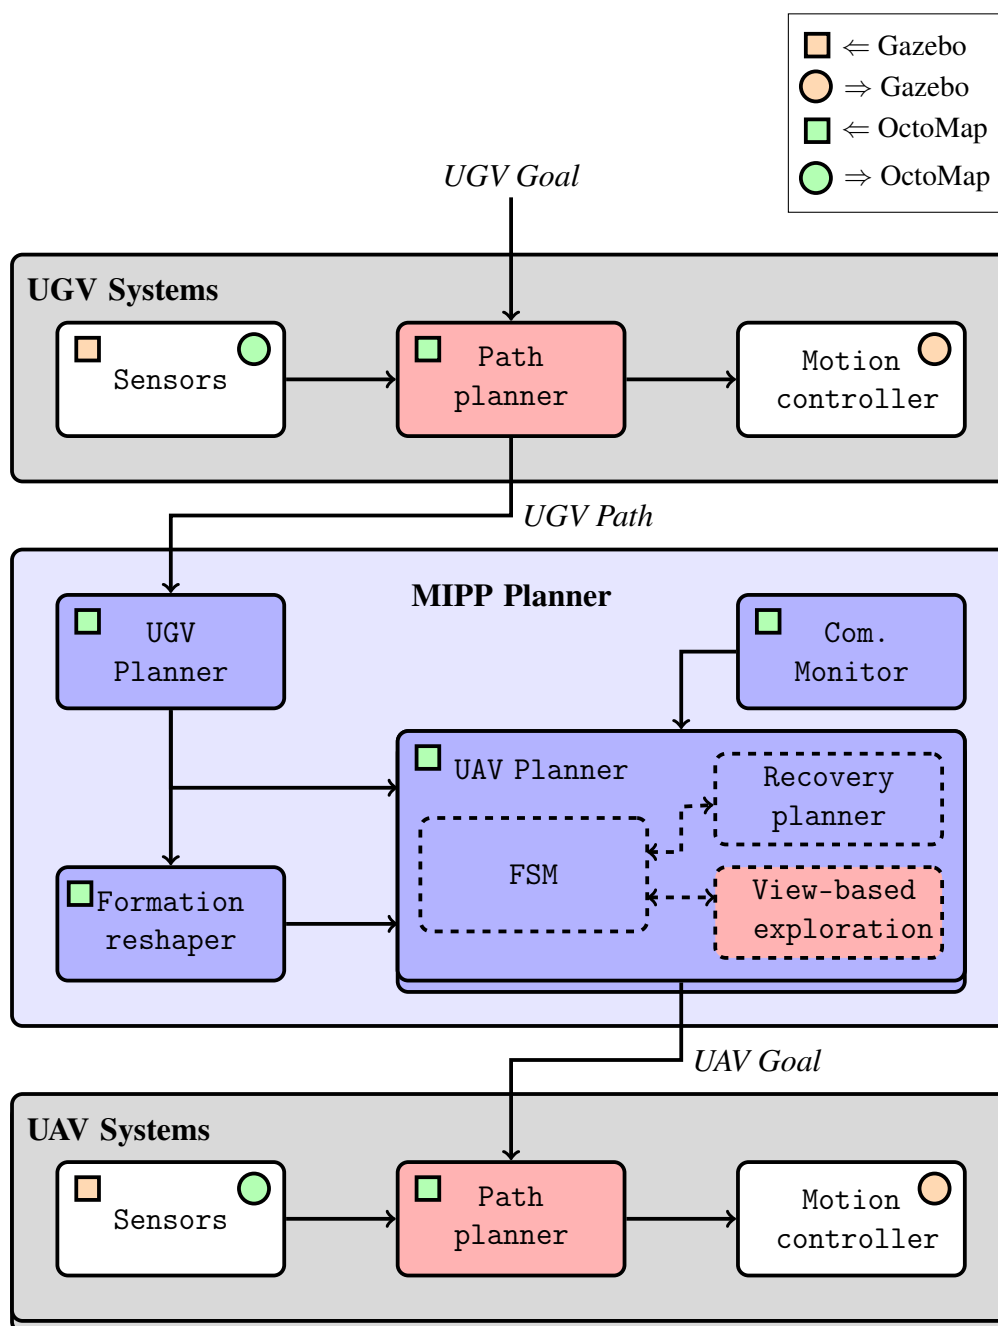 ⇐ Gazebo
⇒ Gazebo
⇐ OctoMap
⇒ OctoMap
UGV Goal
UGV Systems
Sensors
Path
planner
Motion
controller
UGV Path
MIPP Planner
UGV
Planner
Com.
Monitor
UAV Planner
Recovery
planner
FSM
View-based
exploration
Formation
reshaper
UAV Goal
UAV Systems
Sensors
Path
planner
Motion
controller